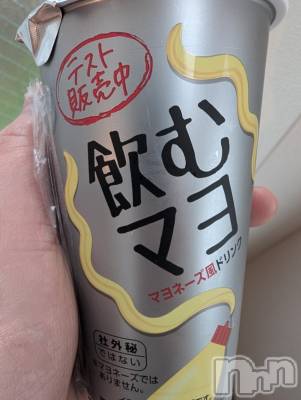 テスト
販売中
飲む
マヨ
マヨネーズ風ドリンク
社外秘
ではない
※マヨネーズでは
ありません。